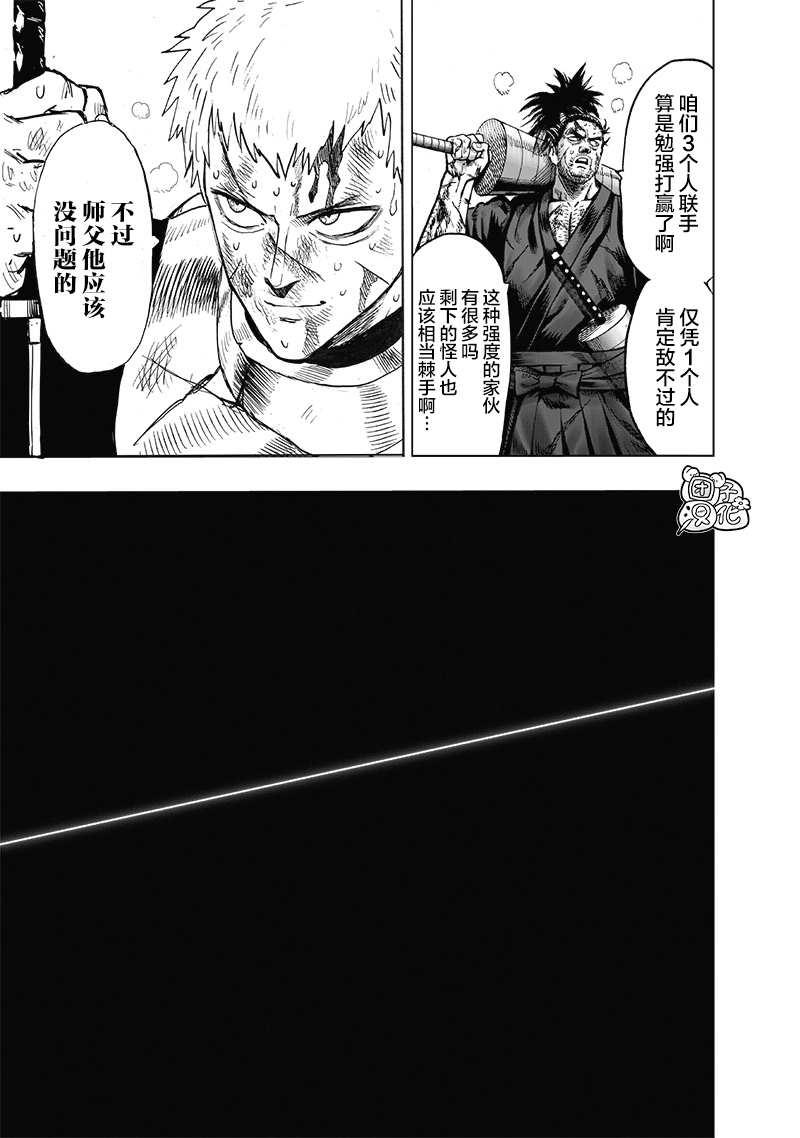 咱们3个人联手
算是勉强打赢了啊
仅凭1个人
肯定敌不过的
这种强度的家伙
有很多吗
剩下的怪人也
应该相当棘手啊…
不过
师父他应该
没问题的
团子
汉化